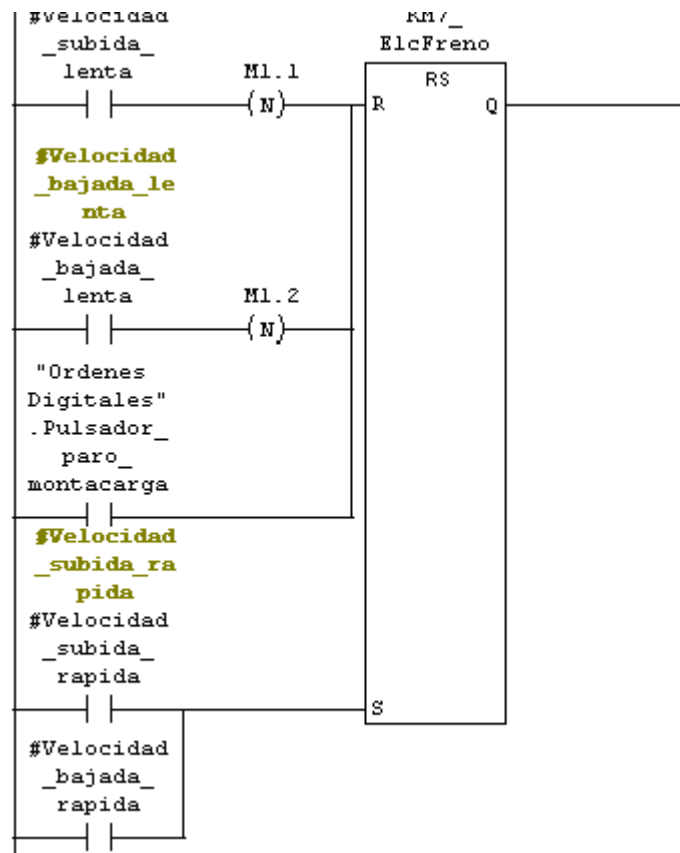 #Velocidad
_subida_
lenta
M1.1
(N)
KM7_
ElcFreno
RS
R
Q
#Velocidad
_bajada_le
nta
#Velocidad
_bajada_
lenta
M1.2
(N)
"Ordenes
Digitales"
.Pulsador_
paro_
montacarga
#Velocidad
_subida_ra
pida
#Velocidad
_subida_
rapida
S
#Velocidad
_bajada_
rapida